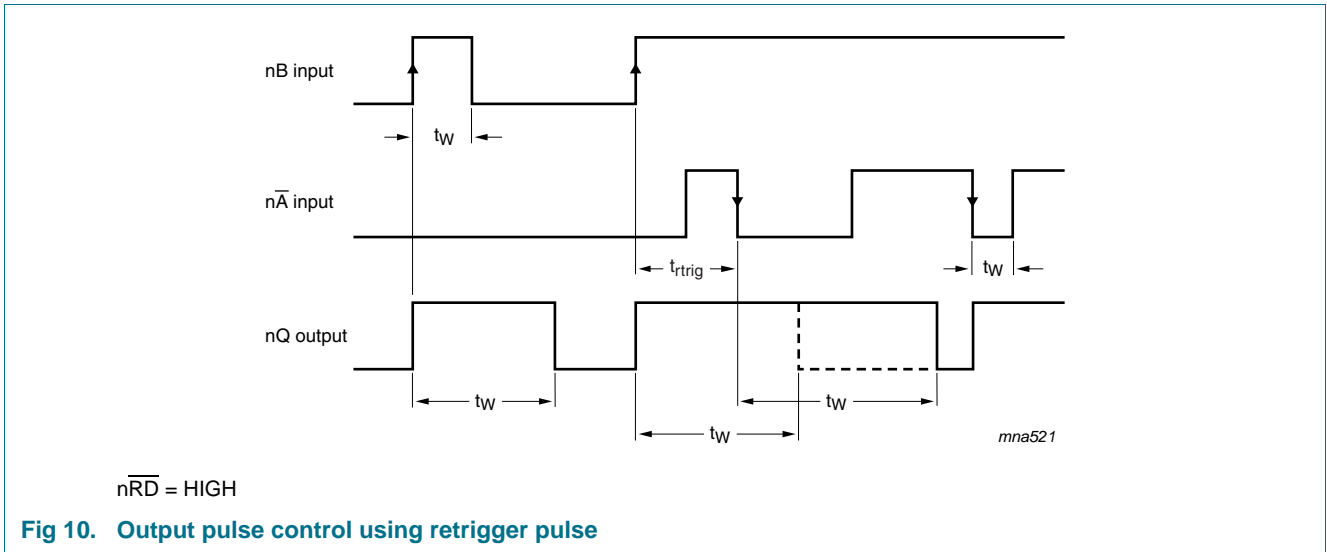 nB input
tW
nA̅ input
trtrig
tW
nQ output
tW
tW
tW
mna521
nR̅D̅ = HIGH
Fig 10. Output pulse control using retrigger pulse